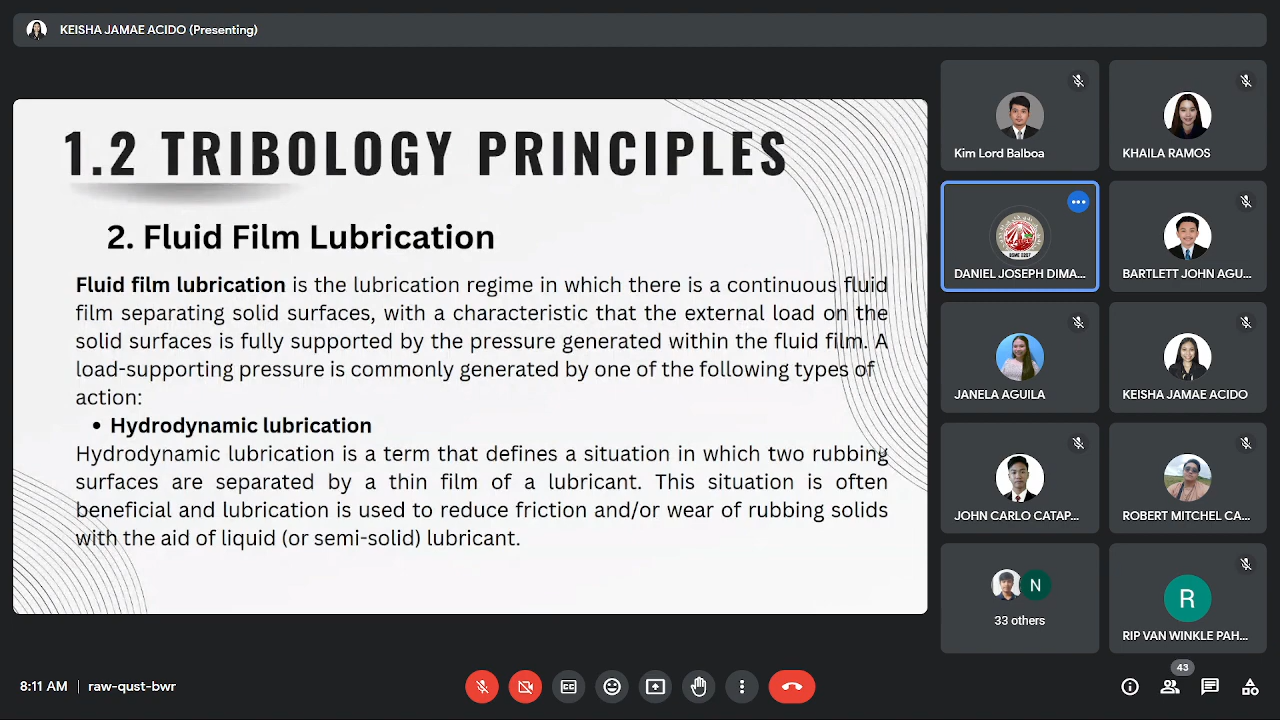 KEISHA JAMAE ACIDO (Presenting)
1.2 TRIBOLOGY PRINCIPLES
2. Fluid Film Lubrication
Fluid film lubrication is the lubrication regime in which there is a continuous fluid
film separating solid surfaces, with a characteristic that the external load on the
solid surfaces is fully supported by the pressure generated within the fluid film. A
load-supporting pressure is commonly generated by one of the following types of
action:
• Hydrodynamic lubrication
Hydrodynamic lubrication is a term that defines a situation in which two rubbing
surfaces are separated by a thin film of a lubricant. This situation is often
beneficial and lubrication is used to reduce friction and/or wear of rubbing solids
with the aid of liquid (or semi-solid) lubricant.
Kim Lord Balboa
KHAILA RAMOS
DANIEL JOSEPH DIMA...
BARTLETT JOHN AGU...
JANELA AGUILA
KEISHA JAMAE ACIDO
JOHN CARLO CATAP...
ROBERT MITCHEL CA...
N
33 others
R
RIP VAN WINKLE PAH...
8:11 AM | raw-qust-bwr
43